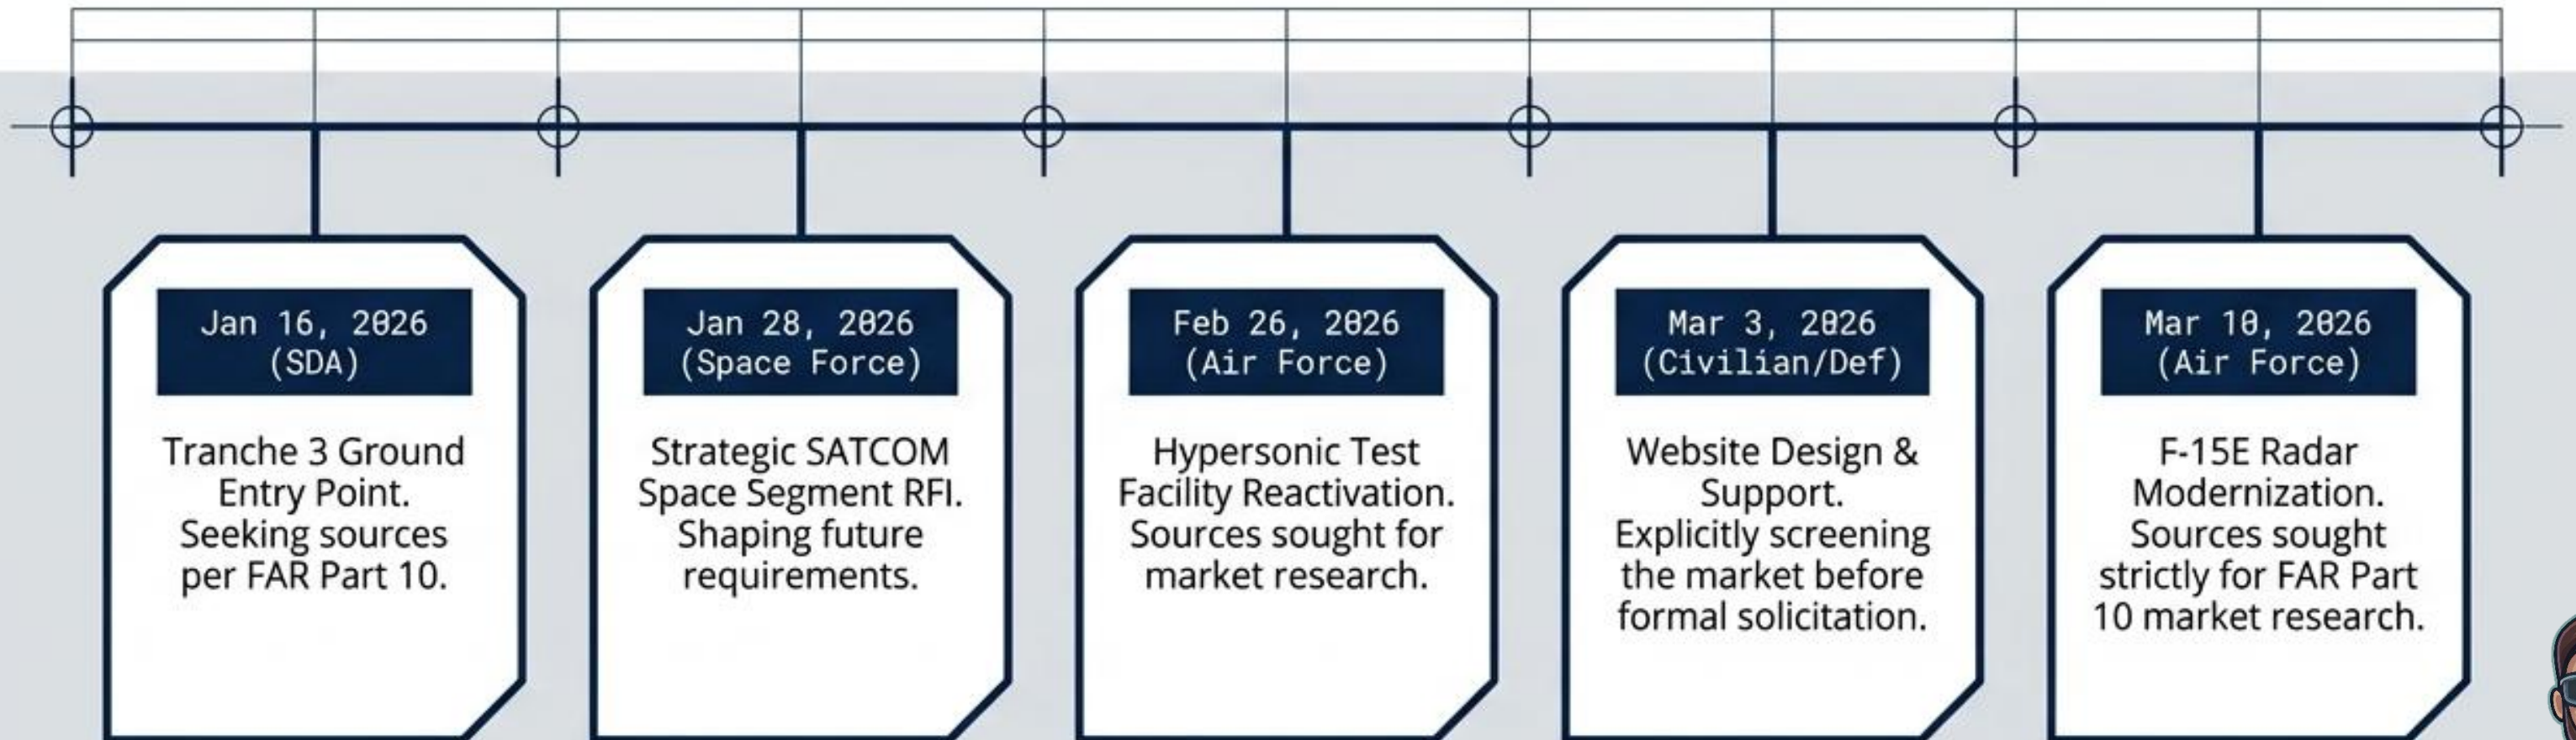 Jan 16, 2026
(SDA)
Tranche 3 Ground
Entry Point.
Seeking sources
per FAR Part 10.
Jan 28, 2026
(Space Force)
Strategic SATCOM
Space Segment RFI.
Shaping future
requirements.
Feb 26, 2026
(Air Force)
Hypersonic Test
Facility Reactivation.
Sources sought for
market research.
Mar 3, 2026
(Civilian/Def)
Website Design &
Support.
Explicitly screening
the market before
formal solicitation.
Mar 10, 2026
(Air Force)
F-15E Radar
Modernization.
Sources sought
strictly for FAR Part
10 market research.